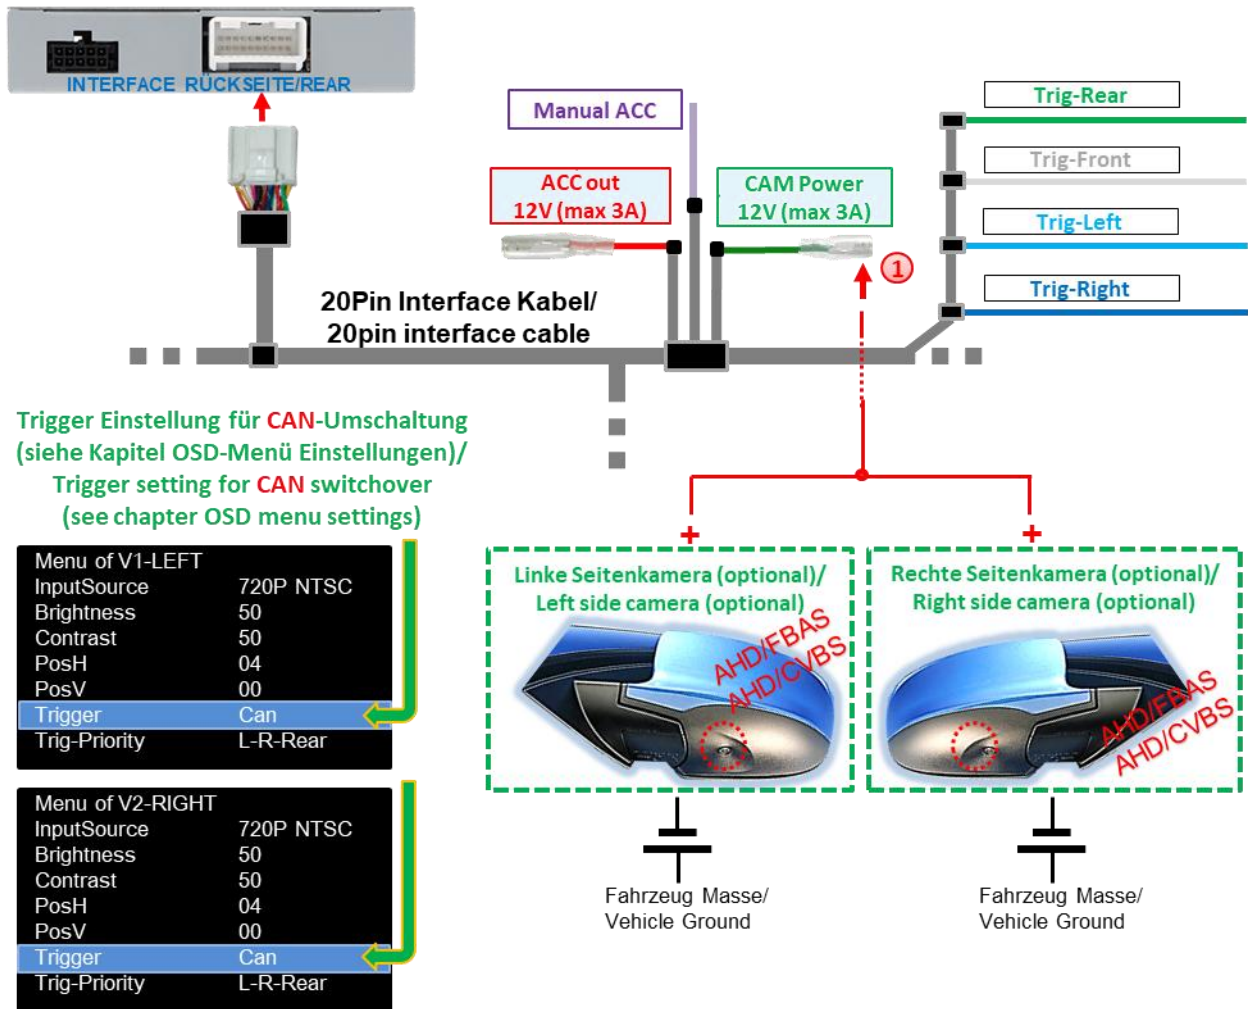 INTERFACE RÜCKSEITE/REAR
Manual ACC
ACC out
12V (max 3A)
CAM Power
12V (max 3A)
Trig-Rear
Trig-Front
Trig-Left
Trig-Right
1
20Pin Interface Kabel/
20pin interface cable
Trigger Einstellung für CAN-Umschaltung
(siehe Kapitel OSD-Menü Einstellungen)/
Trigger setting for CAN switchover
(see chapter OSD menu settings)
Menu of V1-LEFT
InputSource 720P NTSC
Brightness 50
Contrast 50
PosH 04
PosV 00
Trigger Can
Trig-Priority L-R-Rear
Menu of V2-RIGHT
InputSource 720P NTSC
Brightness 50
Contrast 50
PosH 04
PosV 00
Trigger Can
Trig-Priority L-R-Rear
+
+
Linke Seitenkamera (optional)/
Left side camera (optional)
AHD/FBAS
AHD/CVBS
Rechte Seitenkamera (optional)/
Right side camera (optional)
AHD/FBAS
AHD/CVBS
Fahrzeug Masse/
Vehicle Ground
Fahrzeug Masse/
Vehicle Ground